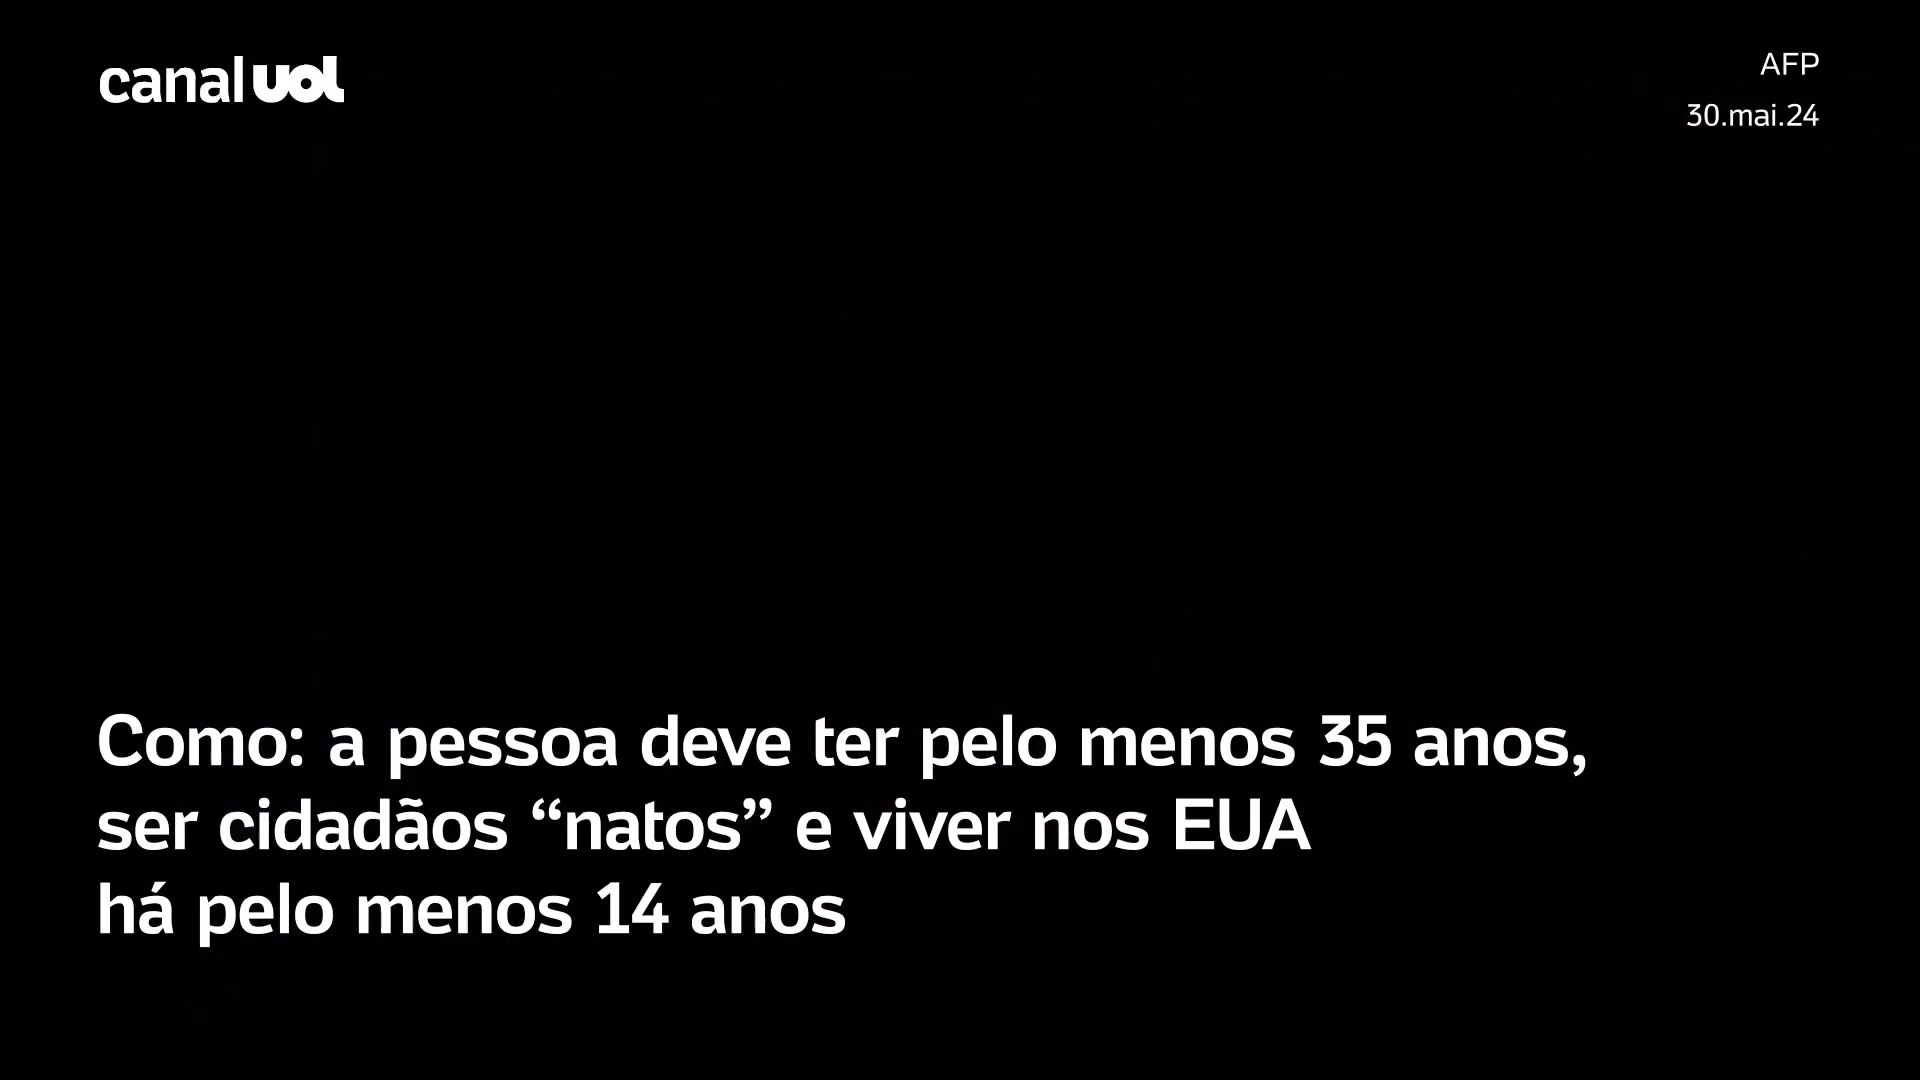 canal uol
AFP
30.mai.24
Como: a pessoa deve ter pelo menos 35 anos,
ser cidadãos “natos” e viver nos EUA
há pelo menos 14 anos